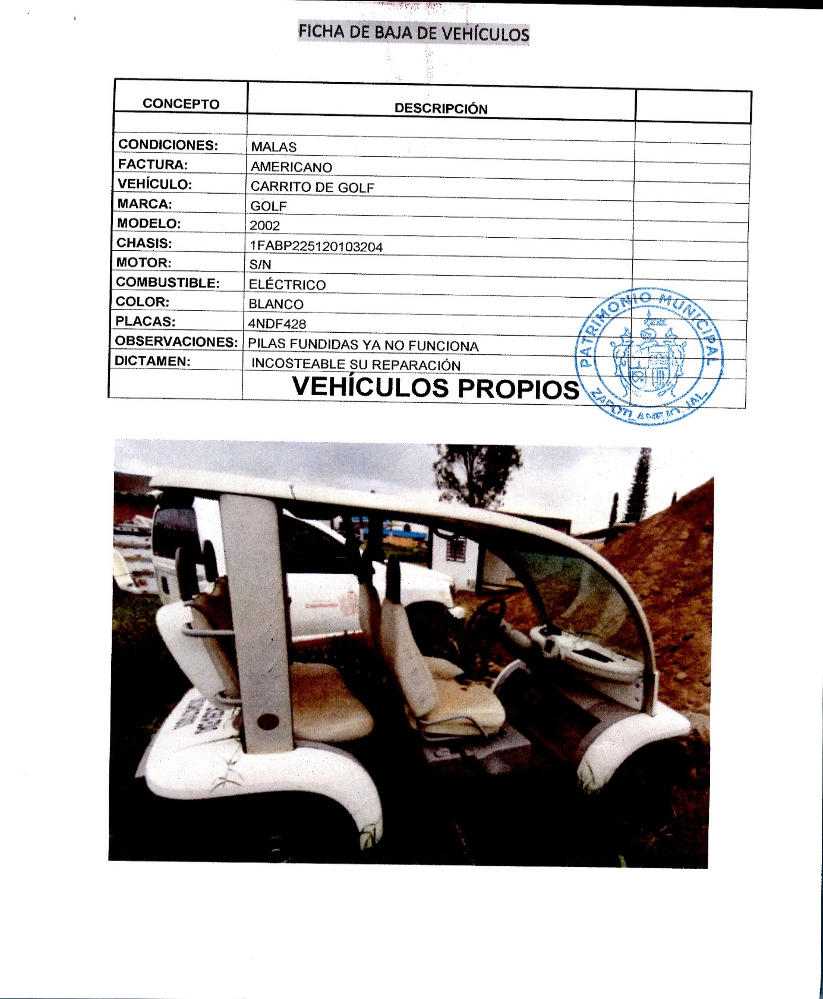 FICHA DE BAJA DE VEHÍCULOS
CONCEPTO DESCRIPCIÓN
CONDICIONES: MALAS
FACTURA: AMERICANO
VEHÍCULO: CARRITO DE GOLF
MARCA: GOLF
MODELO: 2002
CHASIS: 1FABP225120103204
MOTOR: S/N
COMBUSTIBLE: ELÉCTRICO
COLOR: BLANCO
PLACAS: 4NDF428
OBSERVACIONES: PILAS FUNDIDAS YA NO FUNCIONA
DICTAMEN: INCOSTEABLE SU REPARACIÓN
VEHÍCULOS PROPIOS
PATRIMONIO MUNICIPAL
ZAPOTLANEJO, JAL